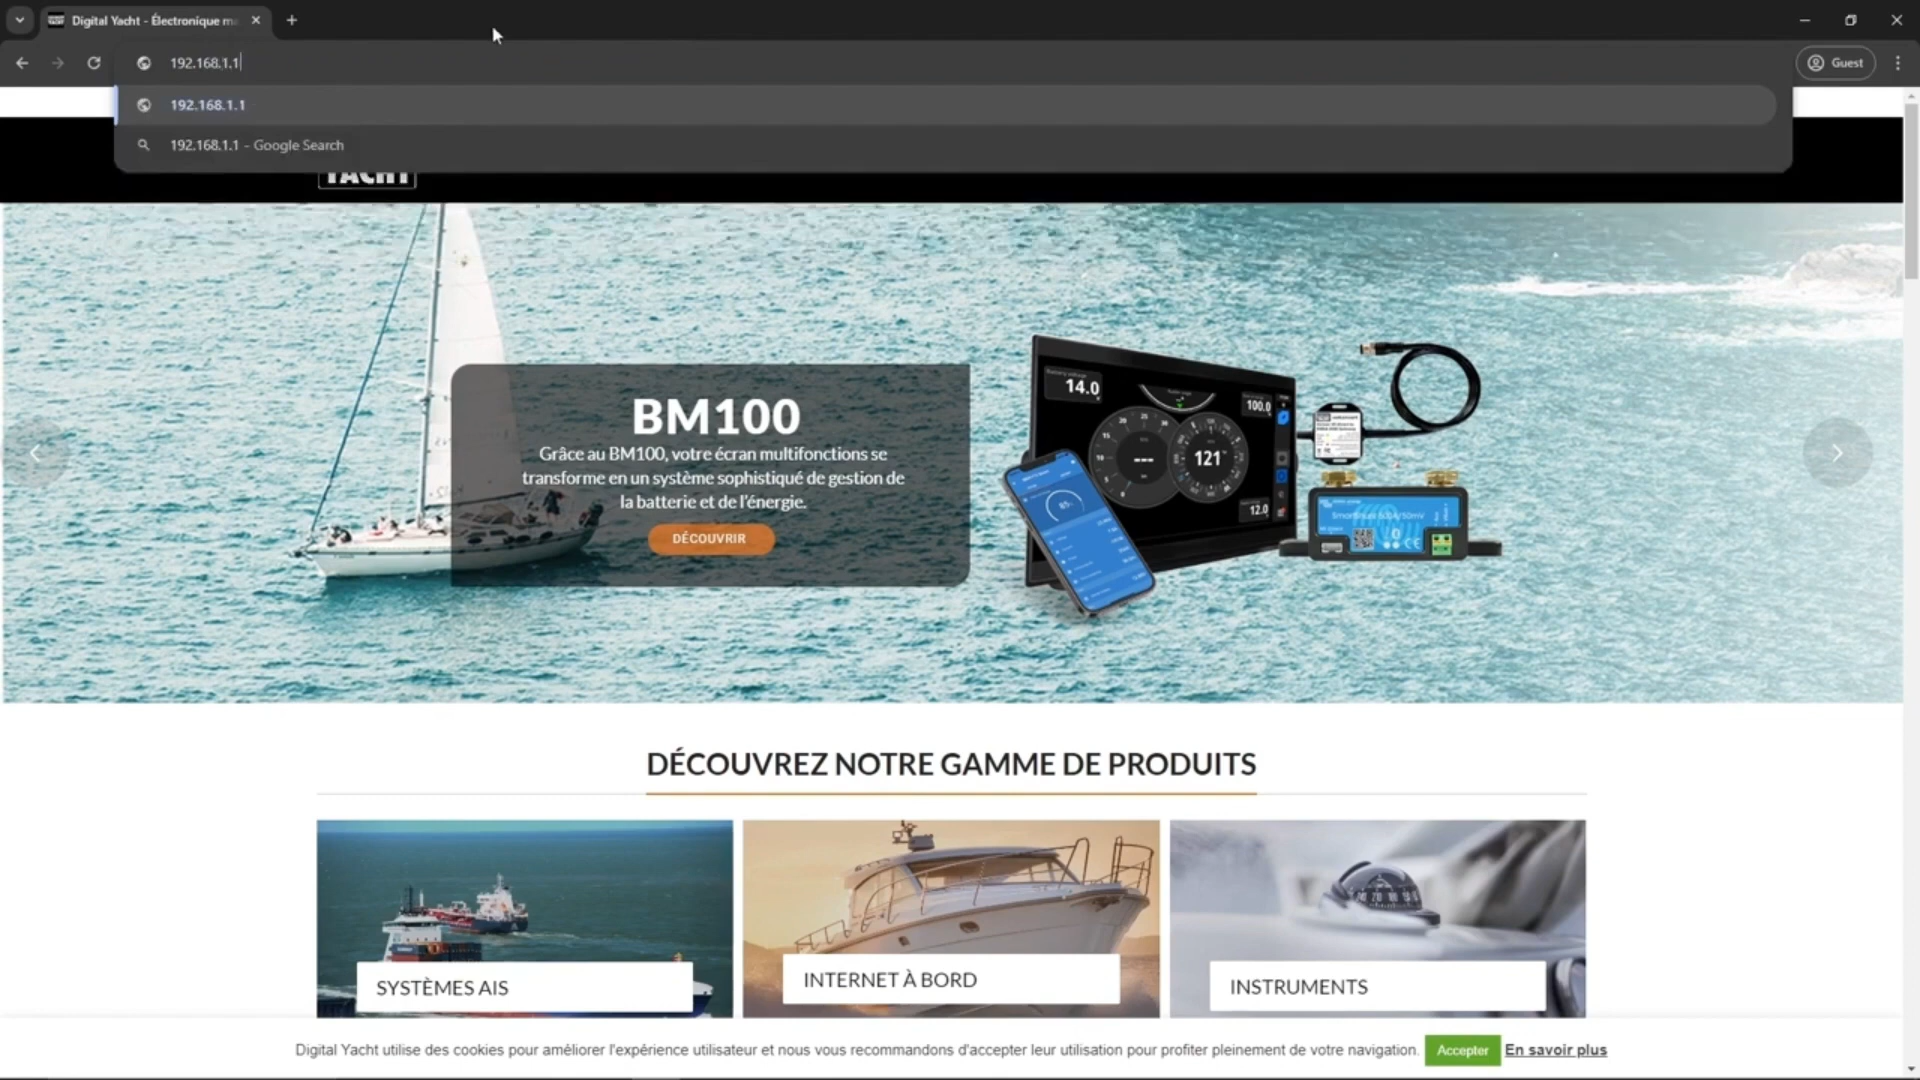 Digital Yacht - Électronique ma
192.168.1.1
Guest
192.168.1.1
192.168.1.1 - Google Search
YACHT
BM100
Grâce au BM100, votre écran multifonctions se
transforme en un système sophistiqué de gestion de
la batterie et de l'énergie.
DÉCOUVRIR
14.0
100.0
121
12.0
DÉCOUVREZ NOTRE GAMME DE PRODUITS
SYSTÈMES AIS
INTERNET À BORD
INSTRUMENTS
Digital Yacht utilise des cookies pour améliorer l'expérience utilisateur et nous vous recommandons d'accepter leur utilisation pour profiter pleinement de votre navigation.
Accepter
En savoir plus